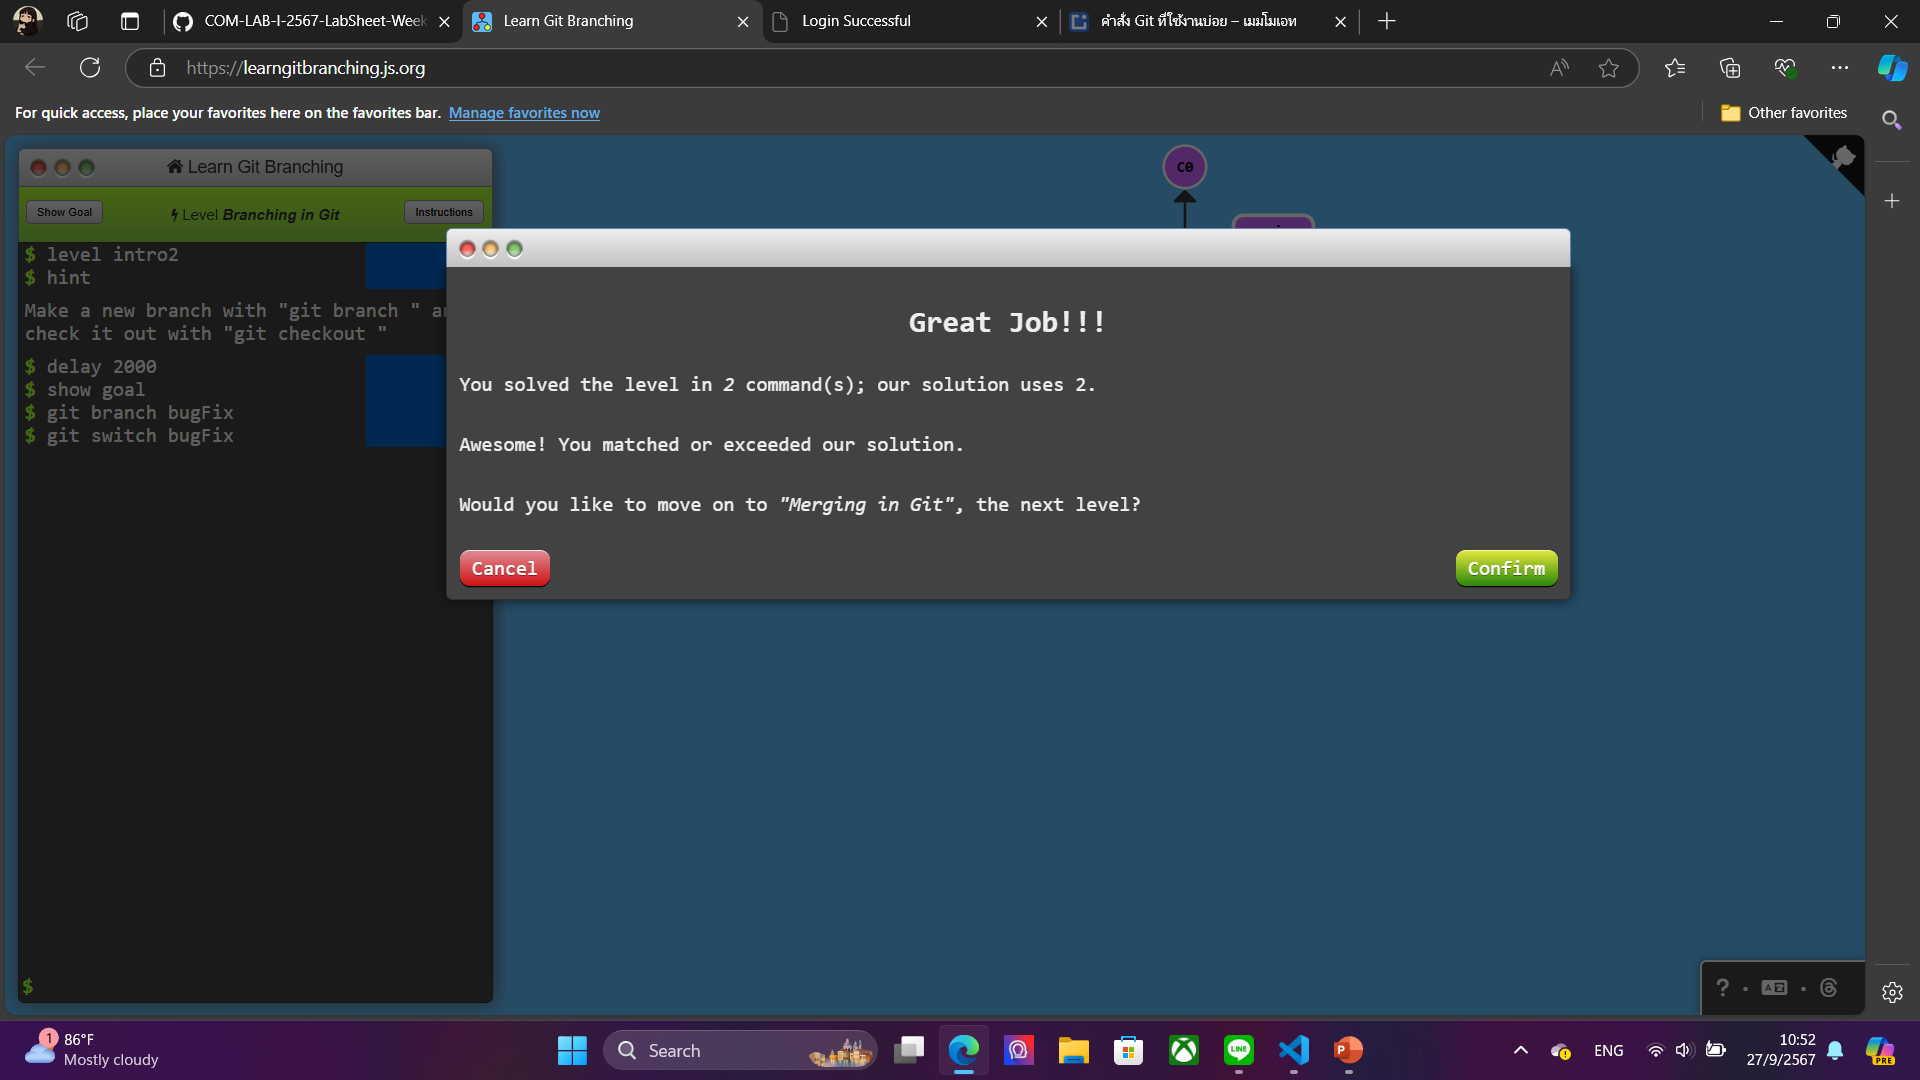 COM-LAB-I-2567-LabSheet-Week
Learn Git Branching
Login Successful
คำสั่ง Git ที่ใช้งานบ่อย – เมมโมเอท
https://learngitbranching.js.org
For quick access, place your favorites here on the favorites bar. Manage favorites now
Other favorites
Learn Git Branching
Show Goal
Level Branching in Git
Instructions
$ level intro2
$ hint
Make a new branch with "git branch " 
check it out with "git checkout "
$ delay 2000
$ show goal
$ git branch bugFix
$ git switch bugFix
$
C0
Great Job!!!
You solved the level in 2 command(s); our solution uses 2.
Awesome! You matched or exceeded our solution.
Would you like to move on to "Merging in Git", the next level?
Cancel
Confirm
1
86°F
Mostly cloudy
Search
ENG
10:52
27/9/2567
PRE